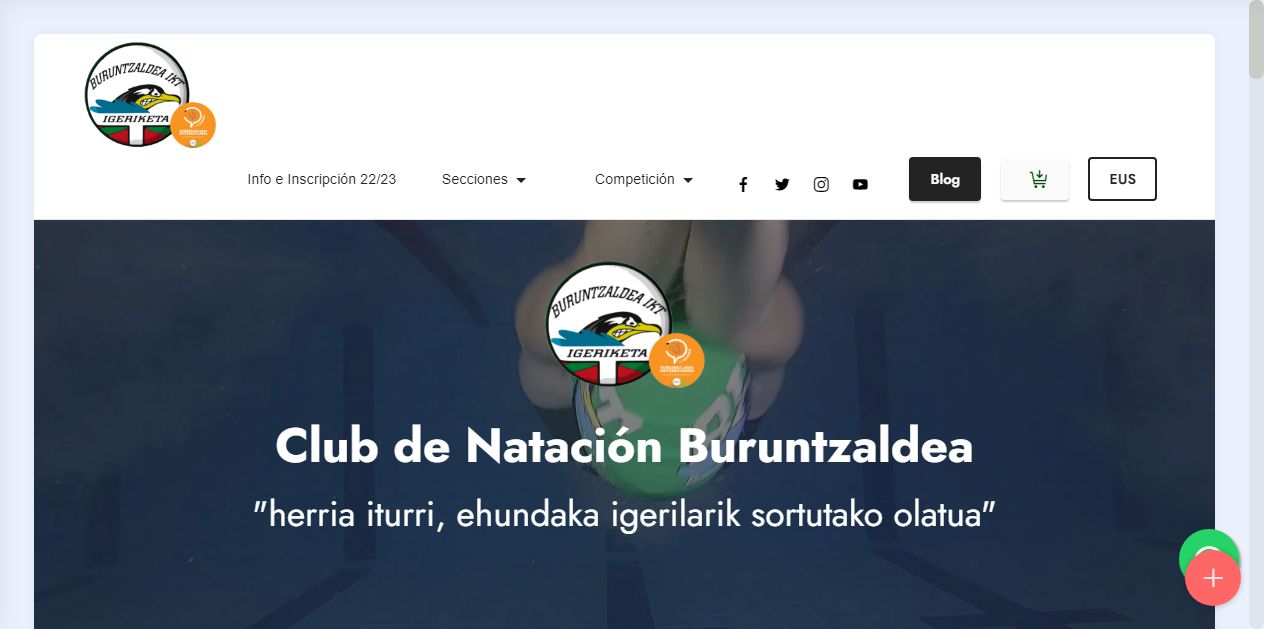 BURUNTZALDEA IKT
IGERIKETA
Info e Inscripción 22/23
Secciones
Competición
Blog
EUS
BURUNTZALDEA IKT
IGERIKETA
Club de Natación Buruntzaldea
"herria iturri, ehundaka igerilarik sortutako olatua"